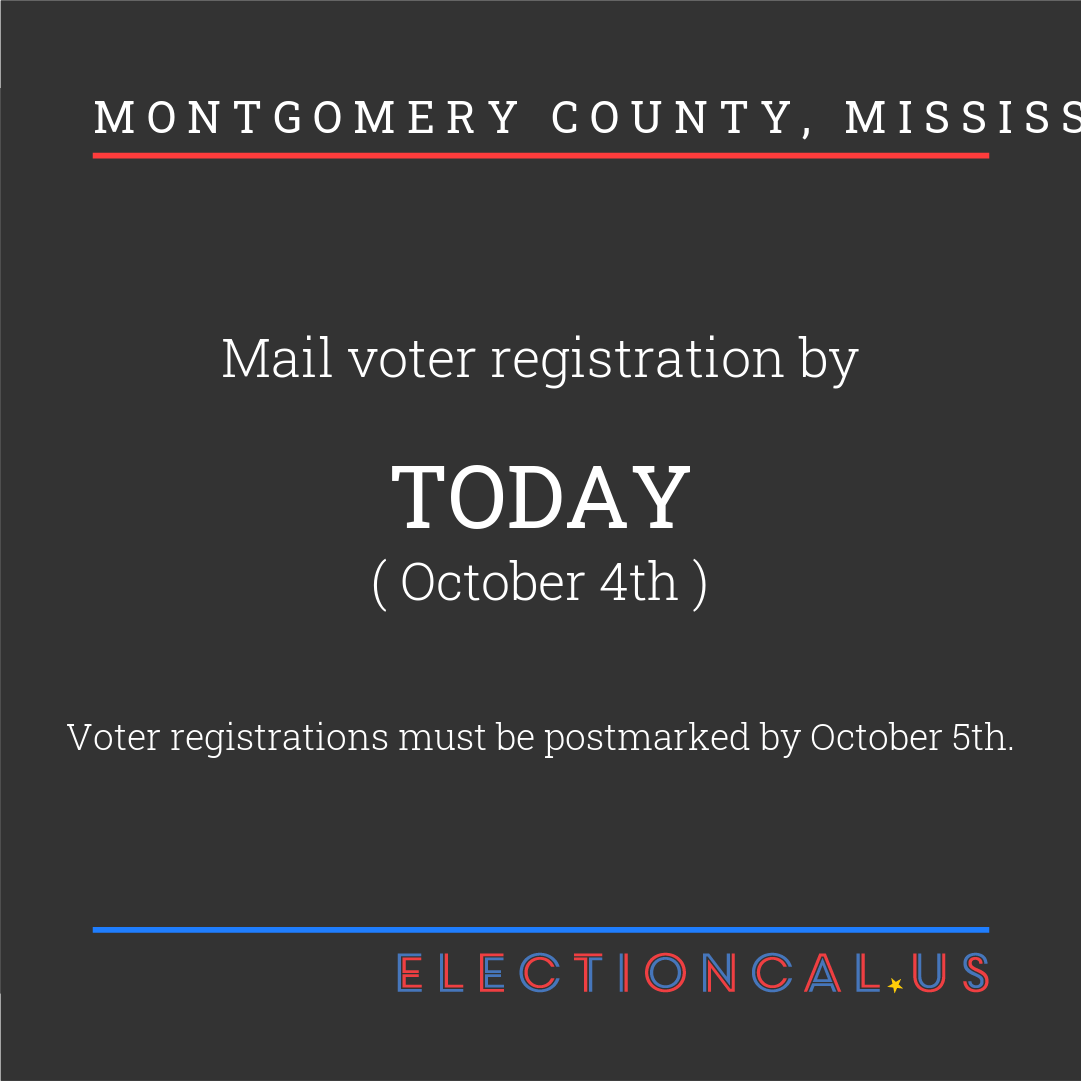 MONTGOMERY COUNTY, MISSISS
Mail voter registration by
TODAY
( October 4th )
Voter registrations must be postmarked by October 5th.
ELECTIONCAL.US